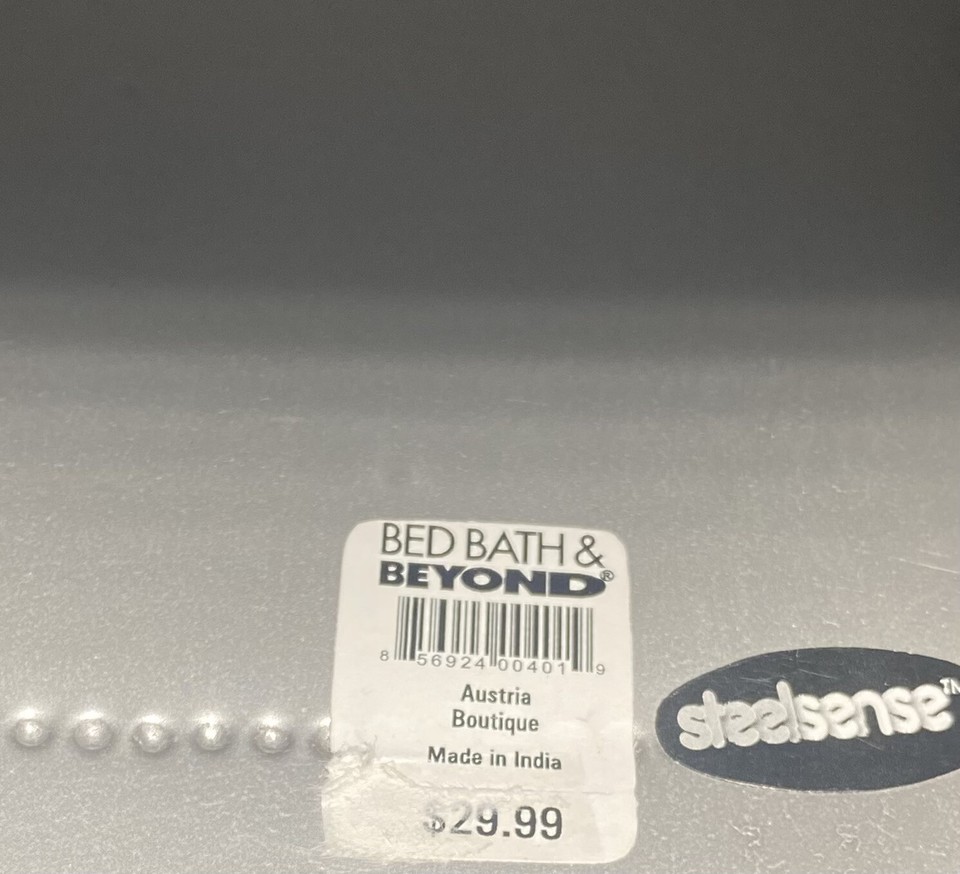 BED BATH &
BEYOND®
8 56924 00401 9
Austria
Boutique
Made in India
$29.99
steelsense™